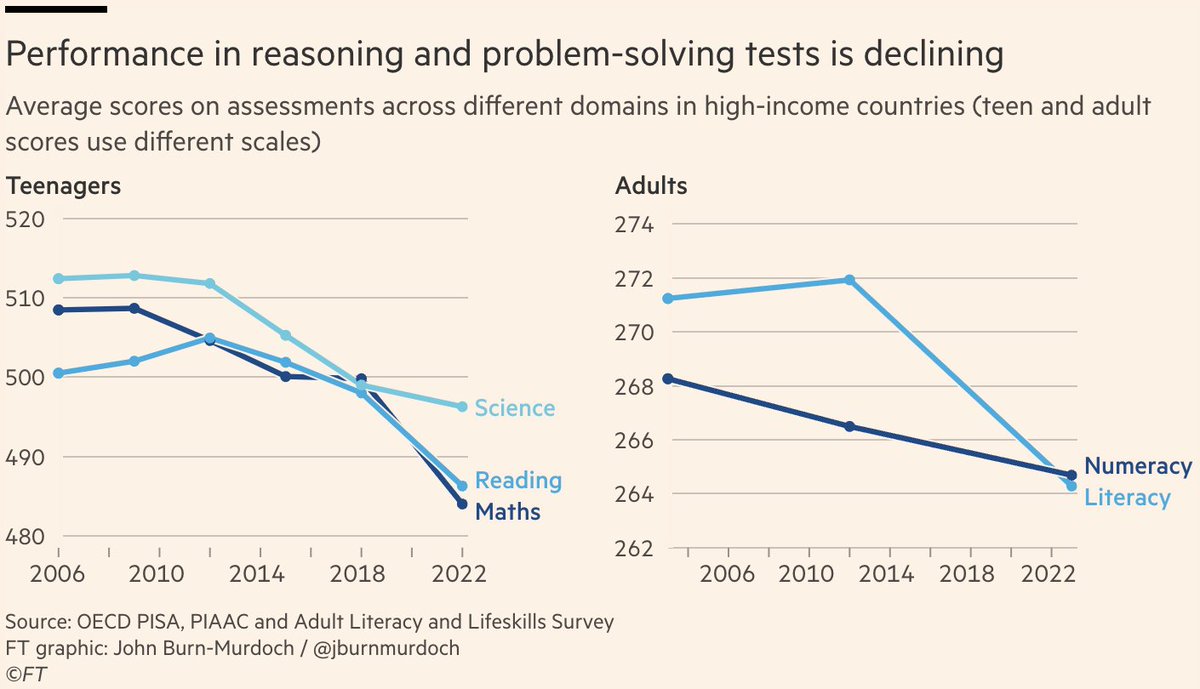 Performance in reasoning and problem-solving tests is declining
Average scores on assessments across different domains in high-income countries (teen and adult
scores use different scales)
Teenagers
520
510
500
490
480
2006 2010 2014 2018 2022
Science
Reading
Maths
Adults
274
272
270
268
266
264
262
2006 2010 2014 2018 2022
Numeracy
Literacy
Source: OECD PISA, PIAAC and Adult Literacy and Lifeskills Survey
FT graphic: John Burn-Murdoch / @jburnmurdoch
©FT